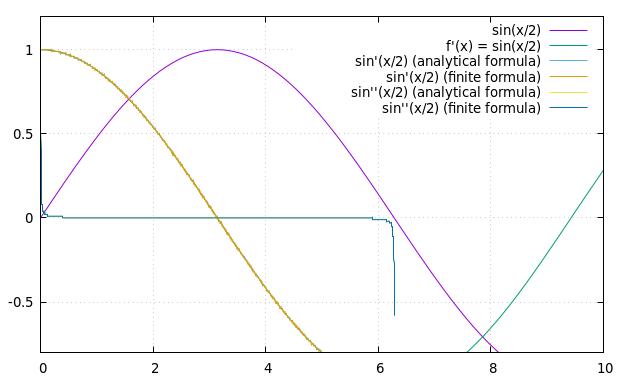 sin(x/2)
f'(x) = sin(x/2)
sin'(x/2) (analytical formula)
sin'(x/2) (finite formula)
sin''(x/2) (analytical formula)
sin''(x/2) (finite formula)
1
0.5
0
-0.5
0 2 4 6 8 10